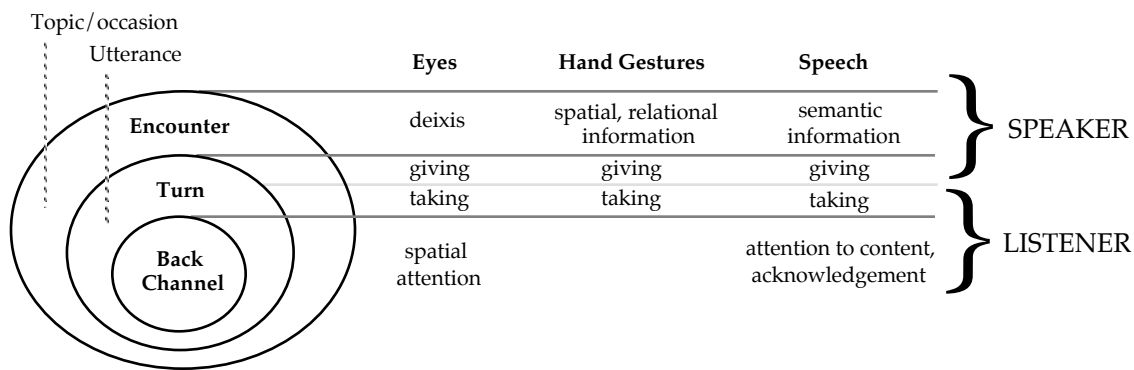 Topic/occasion
Utterance
Eyes Hand Gestures Speech
Encounter
deixis
spatial, relational
information
semantic
information
SPEAKER
giving giving giving
Turn
taking taking taking
LISTENER
Back
Channel
spatial
attention
attention to content,
acknowledgement